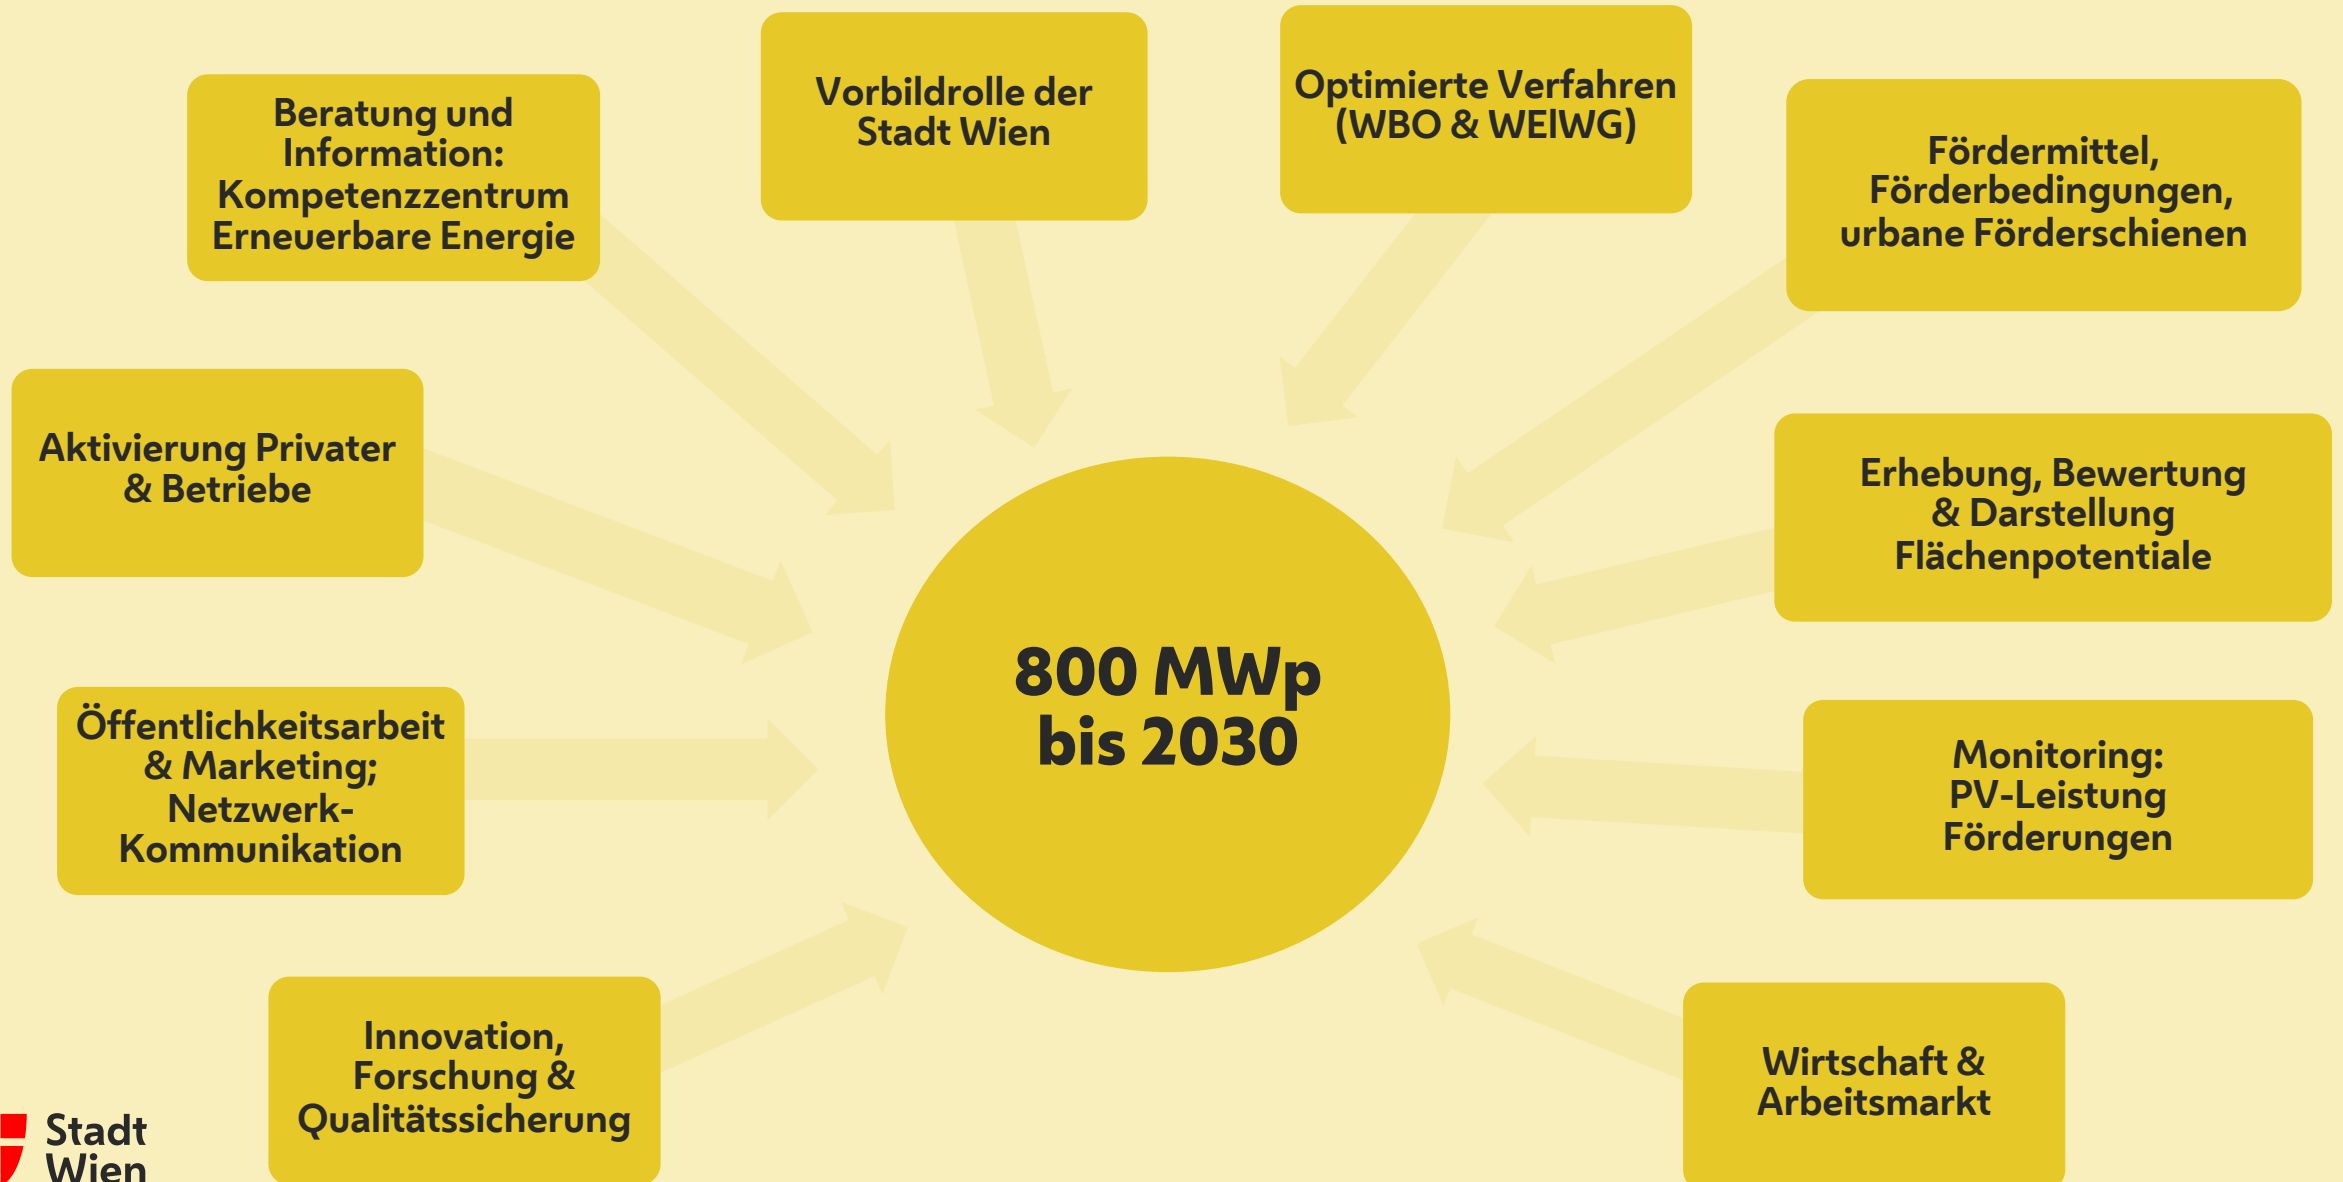 Beratung und
Information:
Kompetenzzentrum
Erneuerbare Energie
Vorbildrolle der
Stadt Wien
Optimierte Verfahren
(WBO & WElWG)
Fördermittel,
Förderbedingungen,
urbane Förderschienen
Aktivierung Privater
& Betriebe
Erhebung, Bewertung
& Darstellung
Flächenpotentiale
800 MWp
bis 2030
Öffentlichkeitsarbeit
& Marketing;
Netzwerk-
Kommunikation
Monitoring:
PV-Leistung
Förderungen
Innovation,
Forschung &
Qualitätssicherung
Wirtschaft &
Arbeitsmarkt
Stadt
Wien